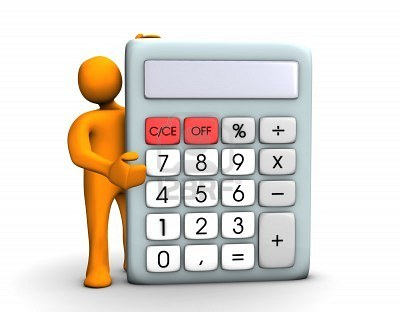 C/CE OFF % ÷
7 8 9 x
4 5 6 −
1 2 3 +
0 , =